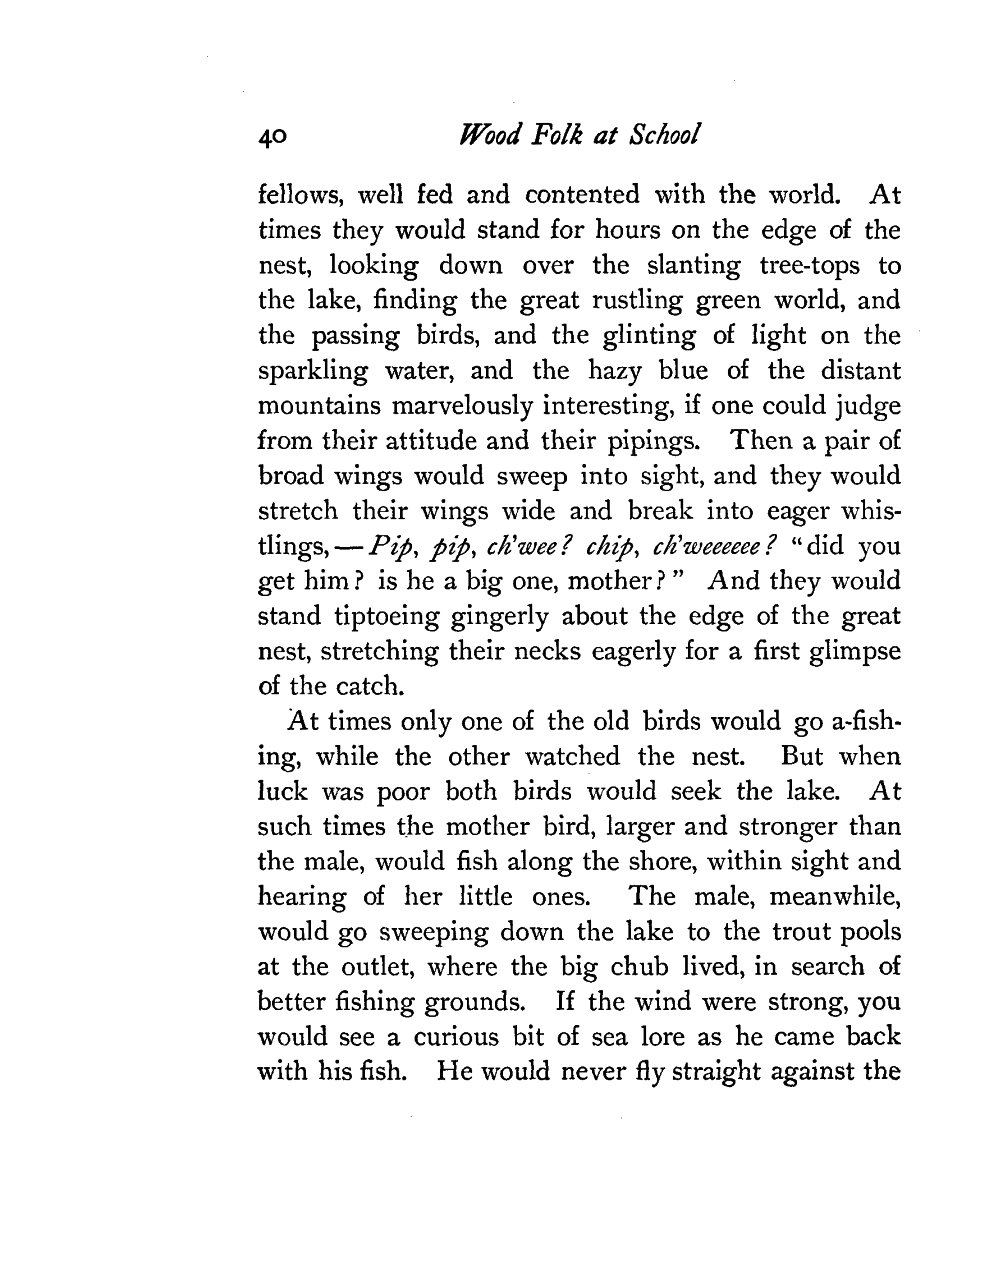 40 Wood Folk at School
fellows, well fed and contented with the world. At
times they would stand for hours on the edge of the
nest, looking down over the slanting tree-tops to
the lake, finding the great rustling green world, and
the passing birds, and the glinting of light on the
sparkling water, and the hazy blue of the distant
mountains marvelously interesting, if one could judge
from their attitude and their pipings. Then a pair of
broad wings would sweep into sight, and they would
stretch their wings wide and break into eager whis-
tlings, — Pip, pip, ch'wee? chip, ch'weeeeee? "did you
get him? is he a big one, mother?" And they would
stand tiptoeing gingerly about the edge of the great
nest, stretching their necks eagerly for a first glimpse
of the catch.
At times only one of the old birds would go a-fish-
ing, while the other watched the nest. But when
luck was poor both birds would seek the lake. At
such times the mother bird, larger and stronger than
the male, would fish along the shore, within sight and
hearing of her little ones. The male, meanwhile,
would go sweeping down the lake to the trout pools
at the outlet, where the big chub lived, in search of
better fishing grounds. If the wind were strong, you
would see a curious bit of sea lore as he came back
with his fish. He would never fly straight against the